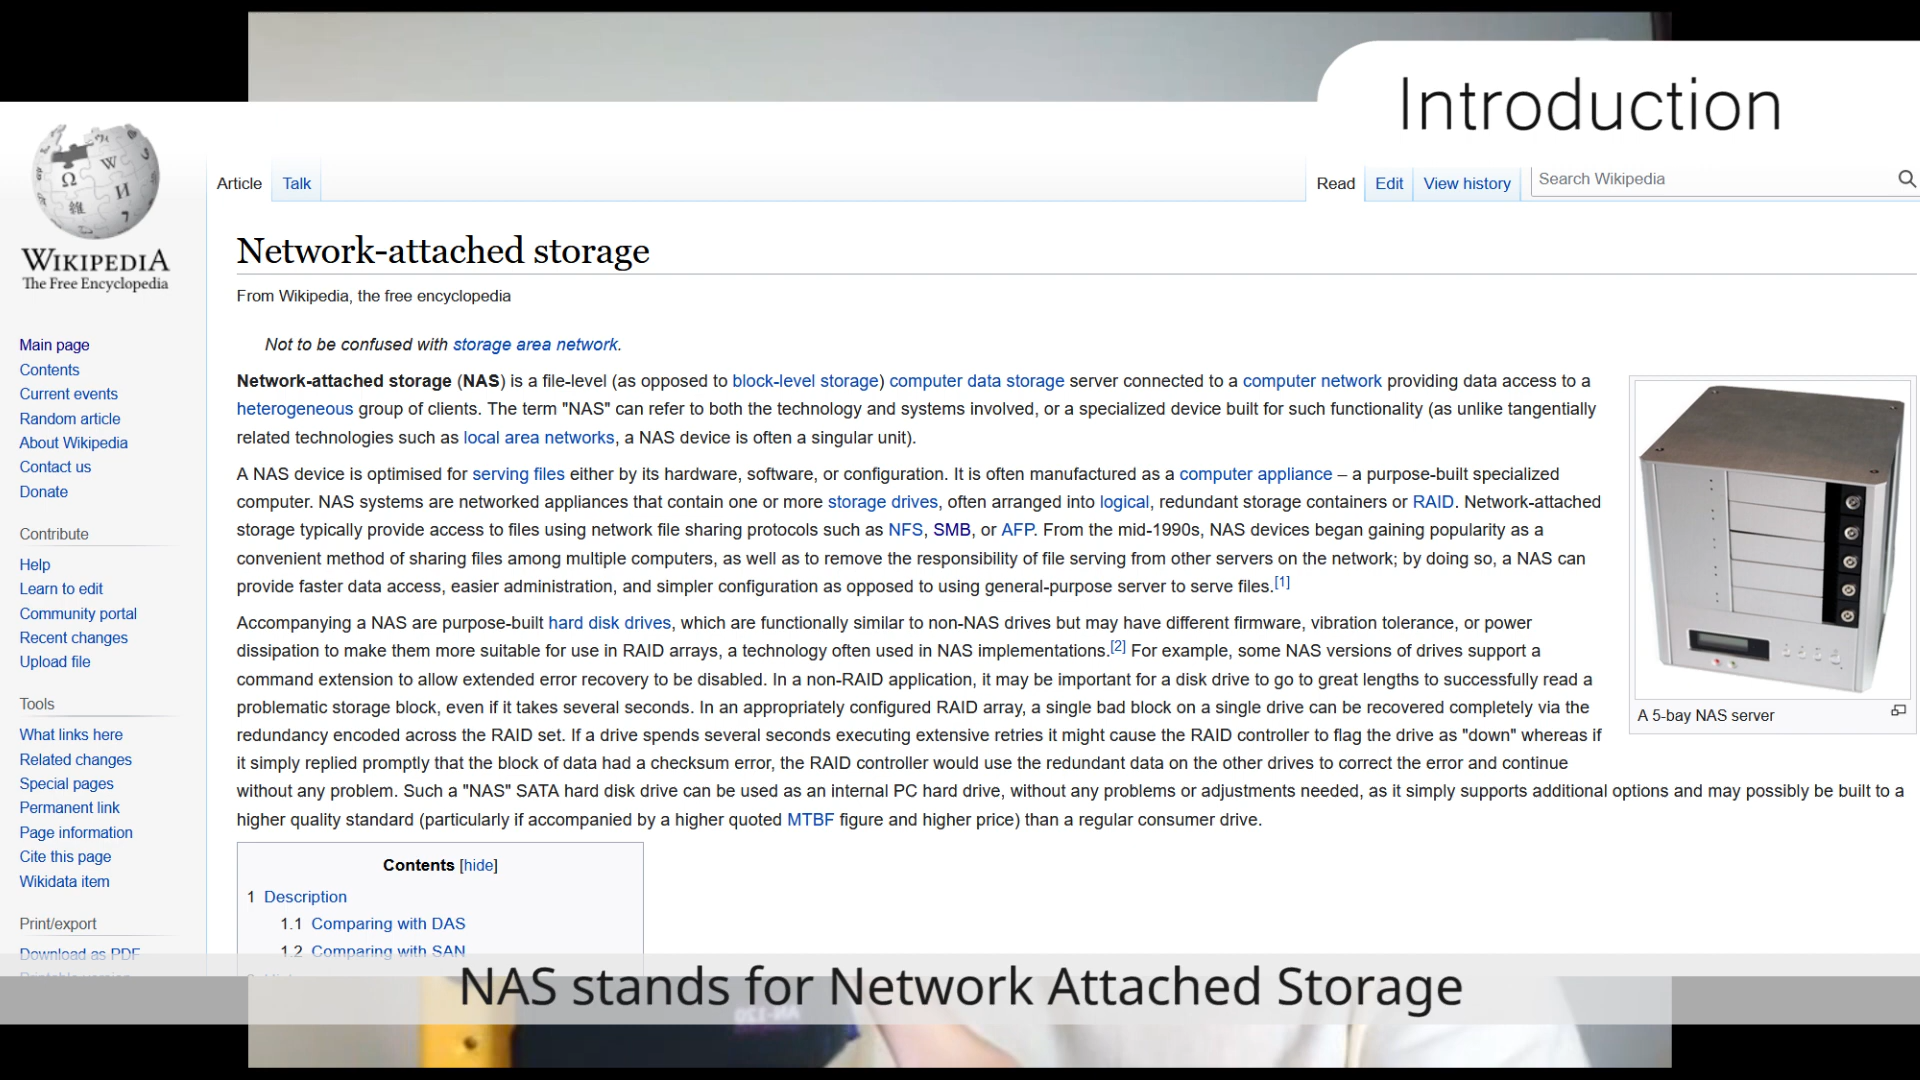 Introduction
WIKIPEDIA
The Free Encyclopedia
Main page
Contents
Current events
Random article
About Wikipedia
Contact us
Donate
Contribute
Help
Learn to edit
Community portal
Recent changes
Upload file
Tools
What links here
Related changes
Special pages
Permanent link
Page information
Cite this page
Wikidata item
Print/export
Download as PDF
Article Talk
Read Edit View history Search Wikipedia
Network-attached storage
From Wikipedia, the free encyclopedia
Not to be confused with storage area network.
Network-attached storage (NAS) is a file-level (as opposed to block-level storage) computer data storage server connected to a computer network providing data access to a
heterogeneous group of clients. The term "NAS" can refer to both the technology and systems involved, or a specialized device built for such functionality (as unlike tangentially
related technologies such as local area networks, a NAS device is often a singular unit).
A NAS device is optimised for serving files either by its hardware, software, or configuration. It is often manufactured as a computer appliance – a purpose-built specialized
computer. NAS systems are networked appliances that contain one or more storage drives, often arranged into logical, redundant storage containers or RAID. Network-attached
storage typically provide access to files using network file sharing protocols such as NFS, SMB, or AFP. From the mid-1990s, NAS devices began gaining popularity as a
convenient method of sharing files among multiple computers, as well as to remove the responsibility of file serving from other servers on the network; by doing so, a NAS can
provide faster data access, easier administration, and simpler configuration as opposed to using general-purpose server to serve files.[1]
Accompanying a NAS are purpose-built hard disk drives, which are functionally similar to non-NAS drives but may have different firmware, vibration tolerance, or power
dissipation to make them more suitable for use in RAID arrays, a technology often used in NAS implementations.[2] For example, some NAS versions of drives support a
command extension to allow extended error recovery to be disabled. In a non-RAID application, it may be important for a disk drive to go to great lengths to successfully read a
problematic storage block, even if it takes several seconds. In an appropriately configured RAID array, a single bad block on a single drive can be recovered completely via the
redundancy encoded across the RAID set. If a drive spends several seconds executing extensive retries it might cause the RAID controller to flag the drive as "down" whereas if
it simply replied promptly that the block of data had a checksum error, the RAID controller would use the redundant data on the other drives to correct the error and continue
without any problem. Such a "NAS" SATA hard disk drive can be used as an internal PC hard drive, without any problems or adjustments needed, as it simply supports additional options and may possibly be built to a
higher quality standard (particularly if accompanied by a higher quoted MTBF figure and higher price) than a regular consumer drive.
A 5-bay NAS server
Contents [hide]
1 Description
1.1 Comparing with DAS
1.2 Comparing with SAN
NAS stands for Network Attached Storage